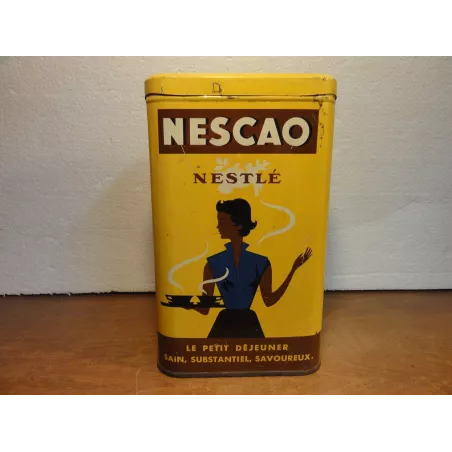 NESCAO
NESTLÉ
LE PETIT DÉJEUNER
SAIN, SUBSTANTIEL, SAVOUREUX.